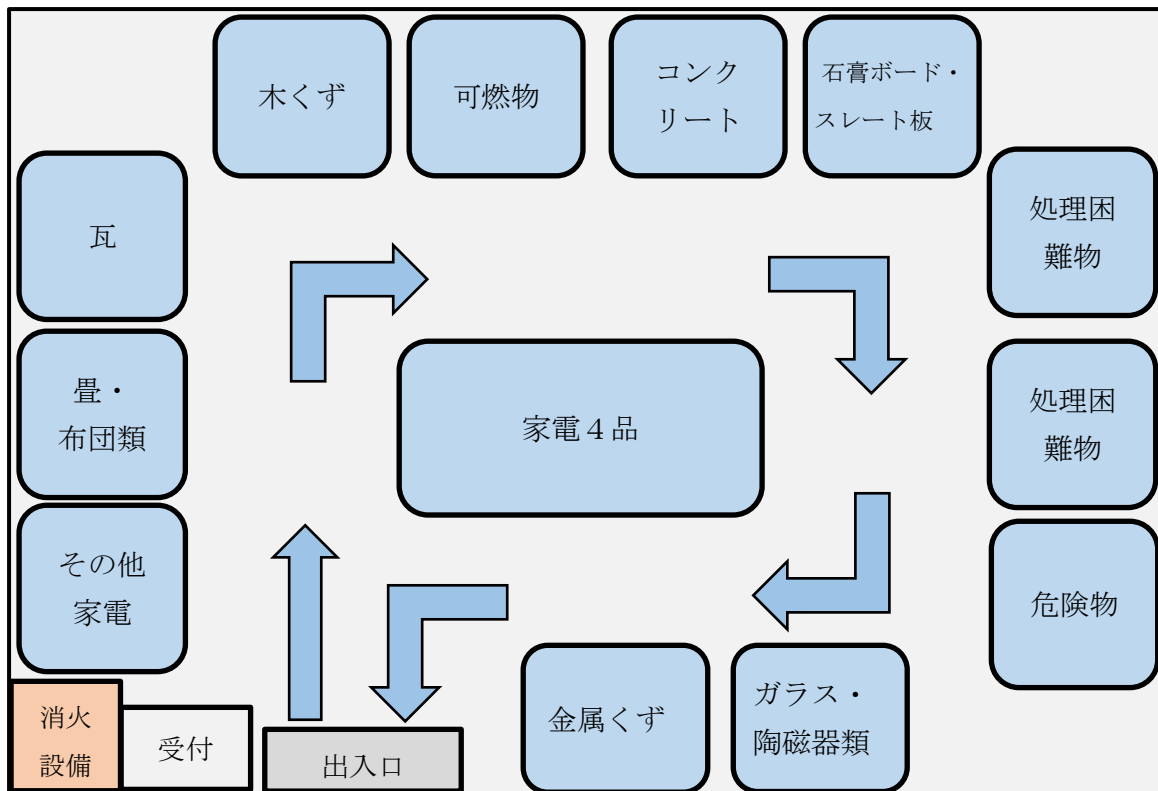 木くず
可燃物
コンク
リート
石膏ボード・
スレート板
瓦
処理困
難物
畳・
布団類
家電４品
処理困
難物
その他
家電
危険物
消火
設備
受付
出入口
金属くず
ガラス・
陶磁器類